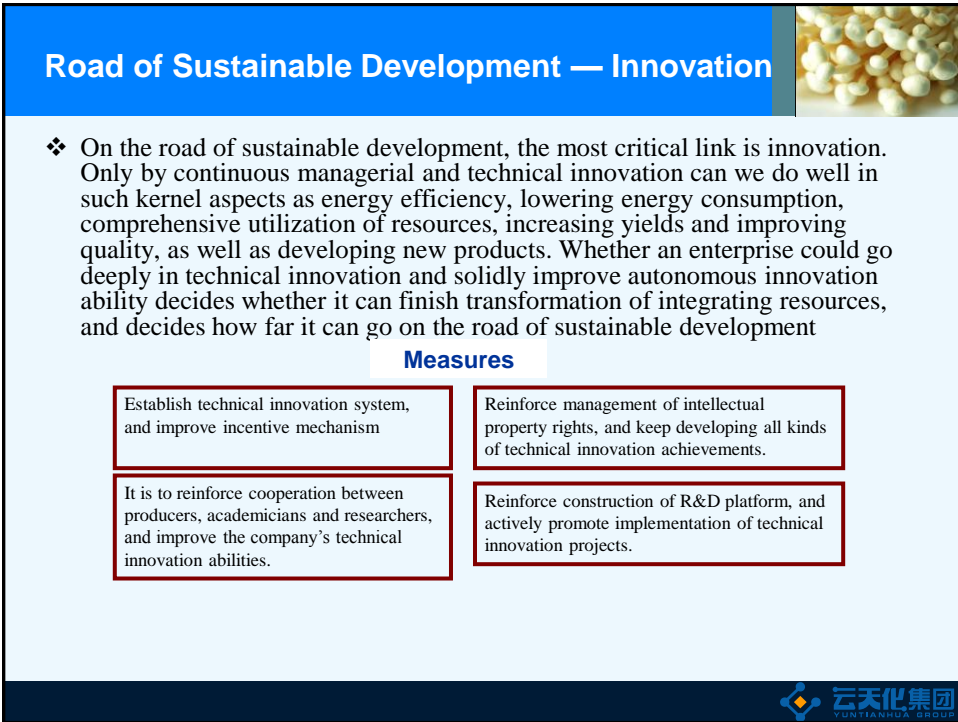 Road of Sustainable Development — Innovation
❖ On the road of sustainable development, the most critical link is innovation.
Only by continuous managerial and technical innovation can we do well in
such kernel aspects as energy efficiency, lowering energy consumption,
comprehensive utilization of resources, increasing yields and improving
quality, as well as developing new products. Whether an enterprise could go
deeply in technical innovation and solidly improve autonomous innovation
ability decides whether it can finish transformation of integrating resources,
and decides how far it can go on the road of sustainable development
Measures
Establish technical innovation system,
and improve incentive mechanism
Reinforce management of intellectual
property rights, and keep developing all kinds
of technical innovation achievements.
It is to reinforce cooperation between
producers, academicians and researchers,
and improve the company's technical
innovation abilities.
Reinforce construction of R&D platform, and
actively promote implementation of technical
innovation projects.
云天化集团
YUNTIANHUA GROUP